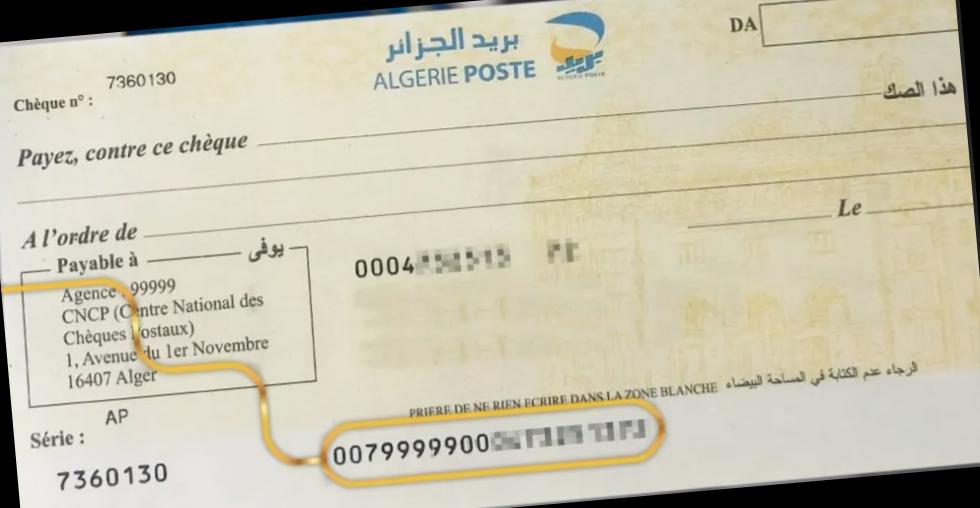 بريد الجزائر
ALGERIE POSTE
DA
Chèque n° : 7360130
هذا الصك
Payez, contre ce chèque
A l'ordre de
Le
Payable à يوفى
Agence : 99999
CNCP (Centre National des
Chèques Postaux)
1, Avenue du 1er Novembre
16407 Alger
0004
PRIERE DE NE RIEN ECRIRE DANS LA ZONE BLANCHE الرجاء عدم الكتابة في المساحة البيضاء
AP
Série :
0079999900
7360130